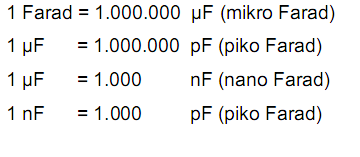 1 Farad = 1.000.000 µF (mikro Farad)
1 µF = 1.000.000 pF (piko Farad)
1 µF = 1.000 nF (nano Farad)
1 nF = 1.000 pF (piko Farad)